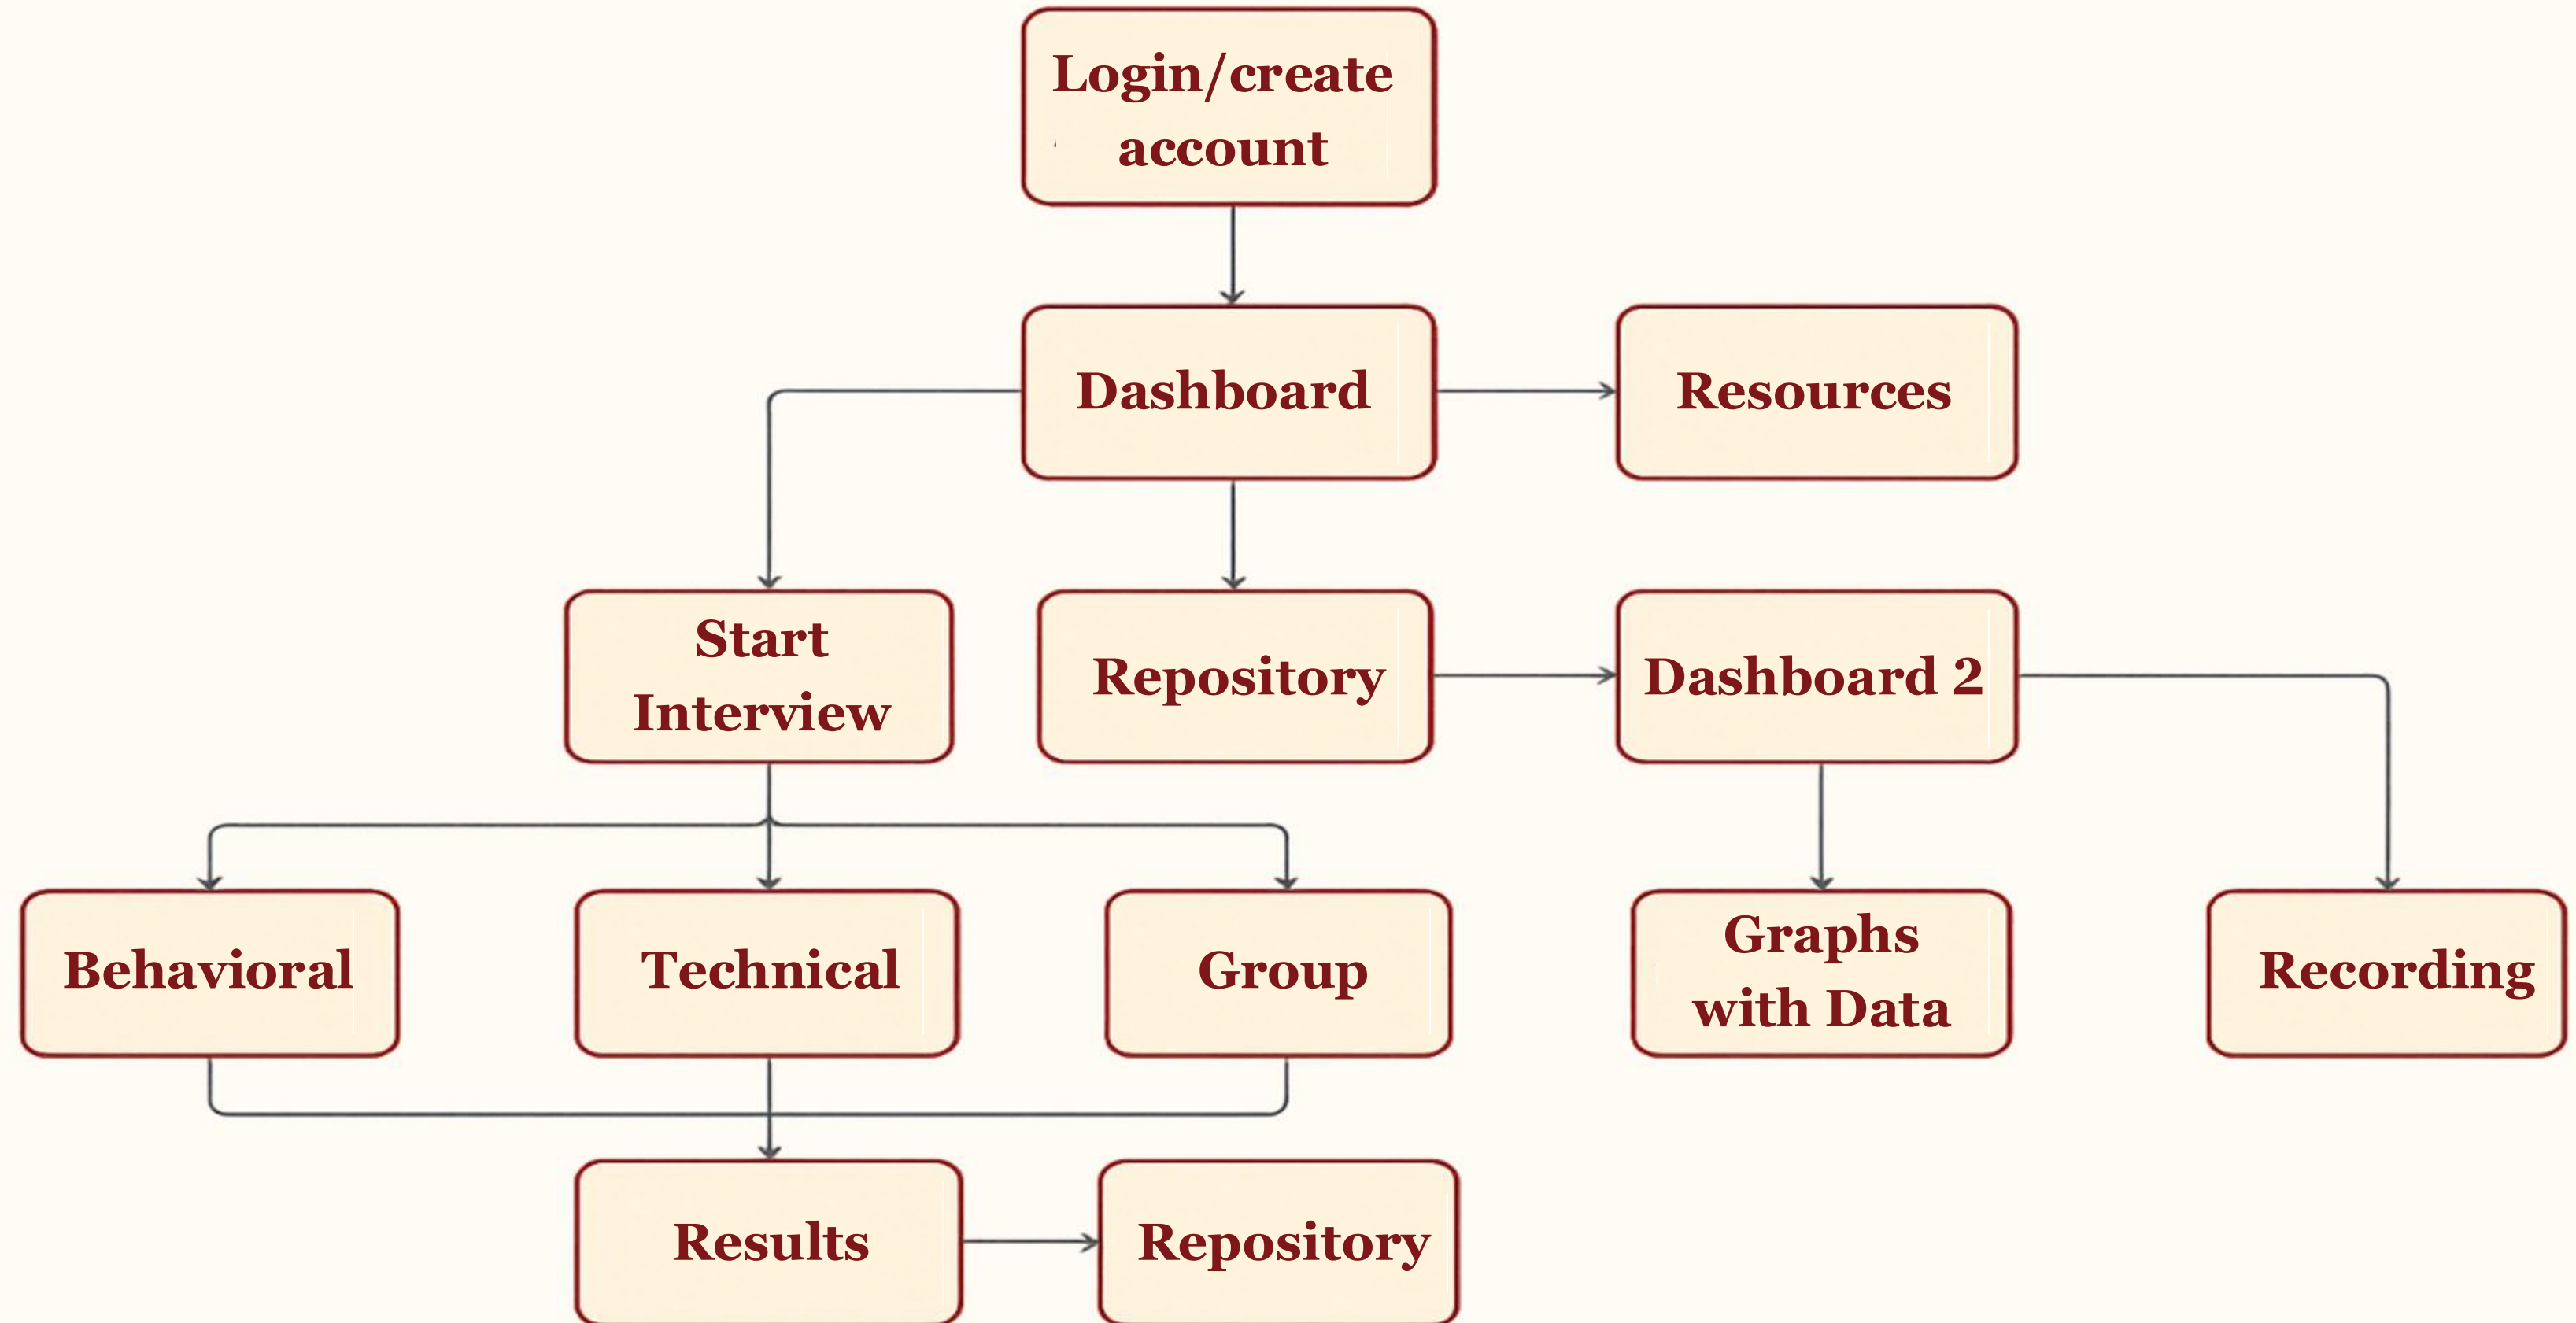 Login/create
account
Dashboard
Resources
Start
Interview
Repository
Dashboard 2
Behavioral
Technical
Group
Graphs
with Data
Recording
Results
Repository